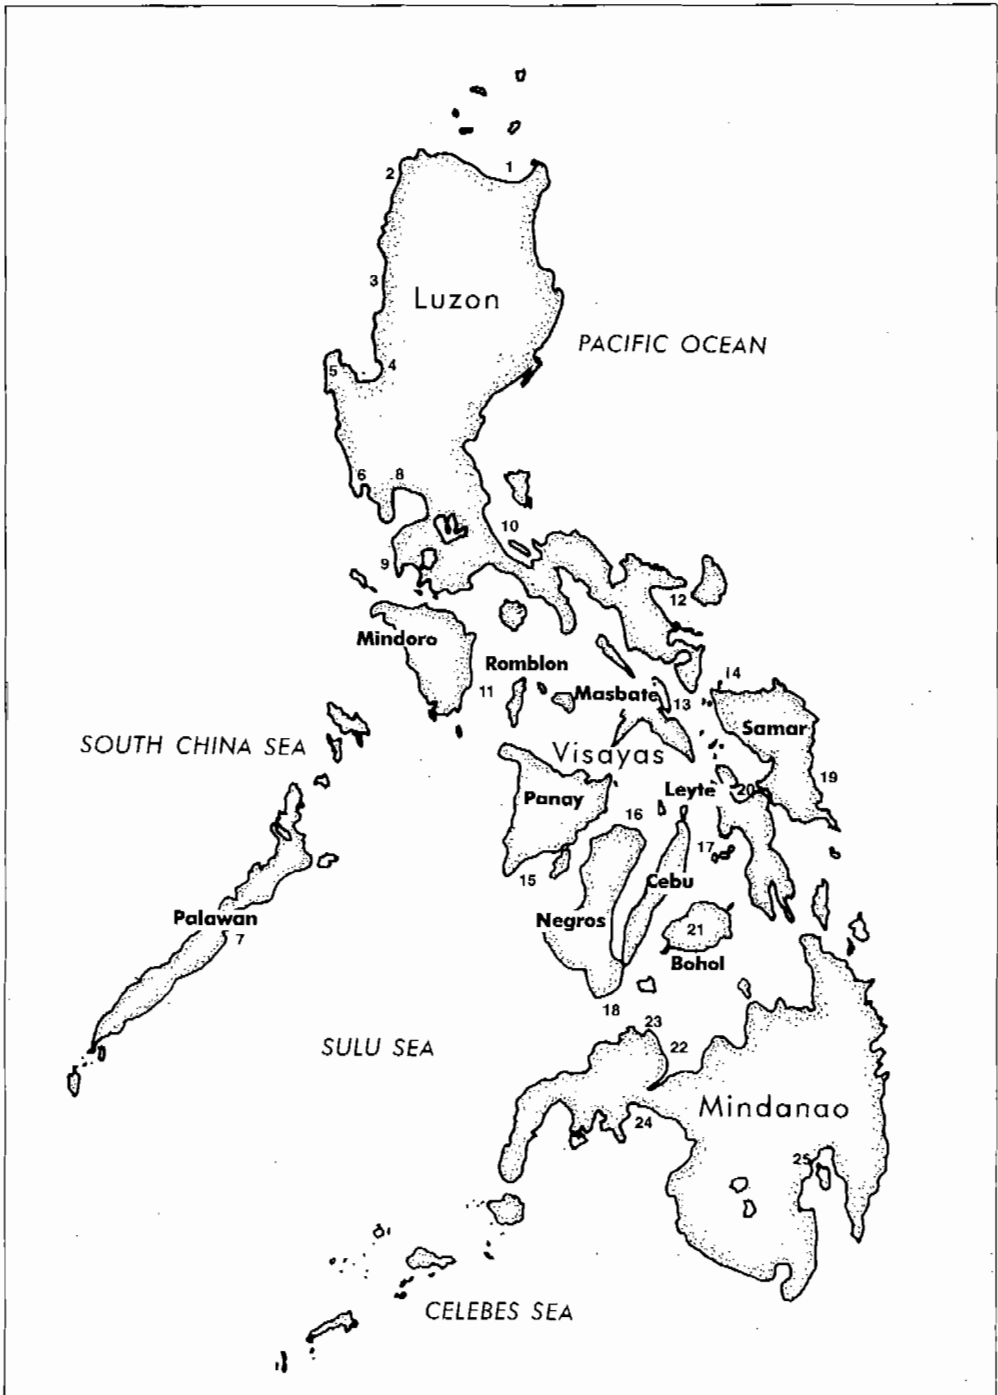 1
2
3
Luzon
PACIFIC OCEAN
5
4
6
8
10
9
12
Mindoro
Romblon
11
Masbate
13
14
Samar
SOUTH CHINA SEA
Visayas
19
Panay
Leyte
20
16
17
15
Cebu
Palawan
7
Negros
21
Bohol
18
23
SULU SEA
22
Mindanao
24
25
CELEBES SEA